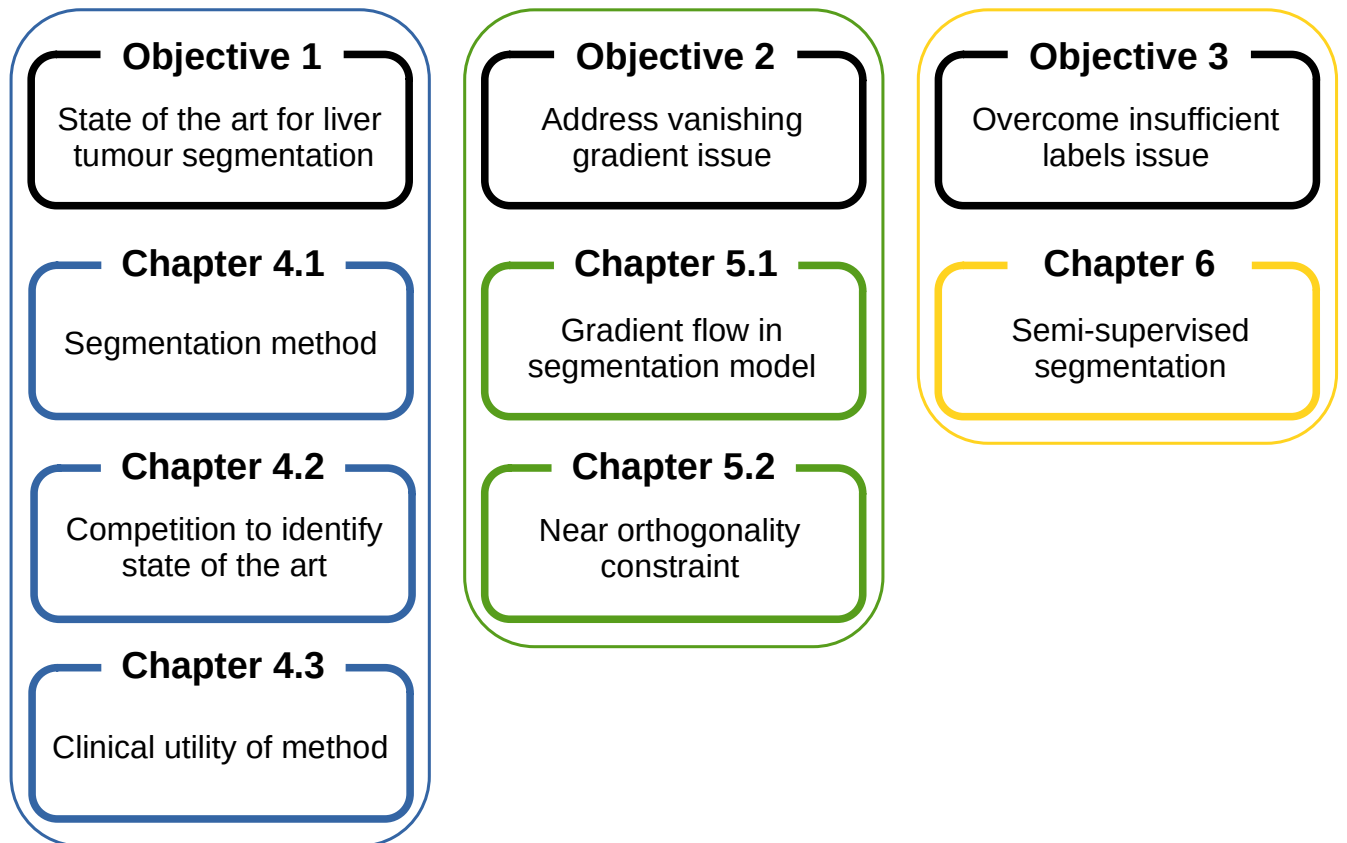 Objective 1
State of the art for liver
tumour segmentation
Chapter 4.1
Segmentation method
Chapter 4.2
Competition to identify
state of the art
Chapter 4.3
Clinical utility of method
Objective 2
Address vanishing
gradient issue
Chapter 5.1
Gradient flow in
segmentation model
Chapter 5.2
Near orthogonality
constraint
Objective 3
Overcome insufficient
labels issue
Chapter 6
Semi-supervised
segmentation